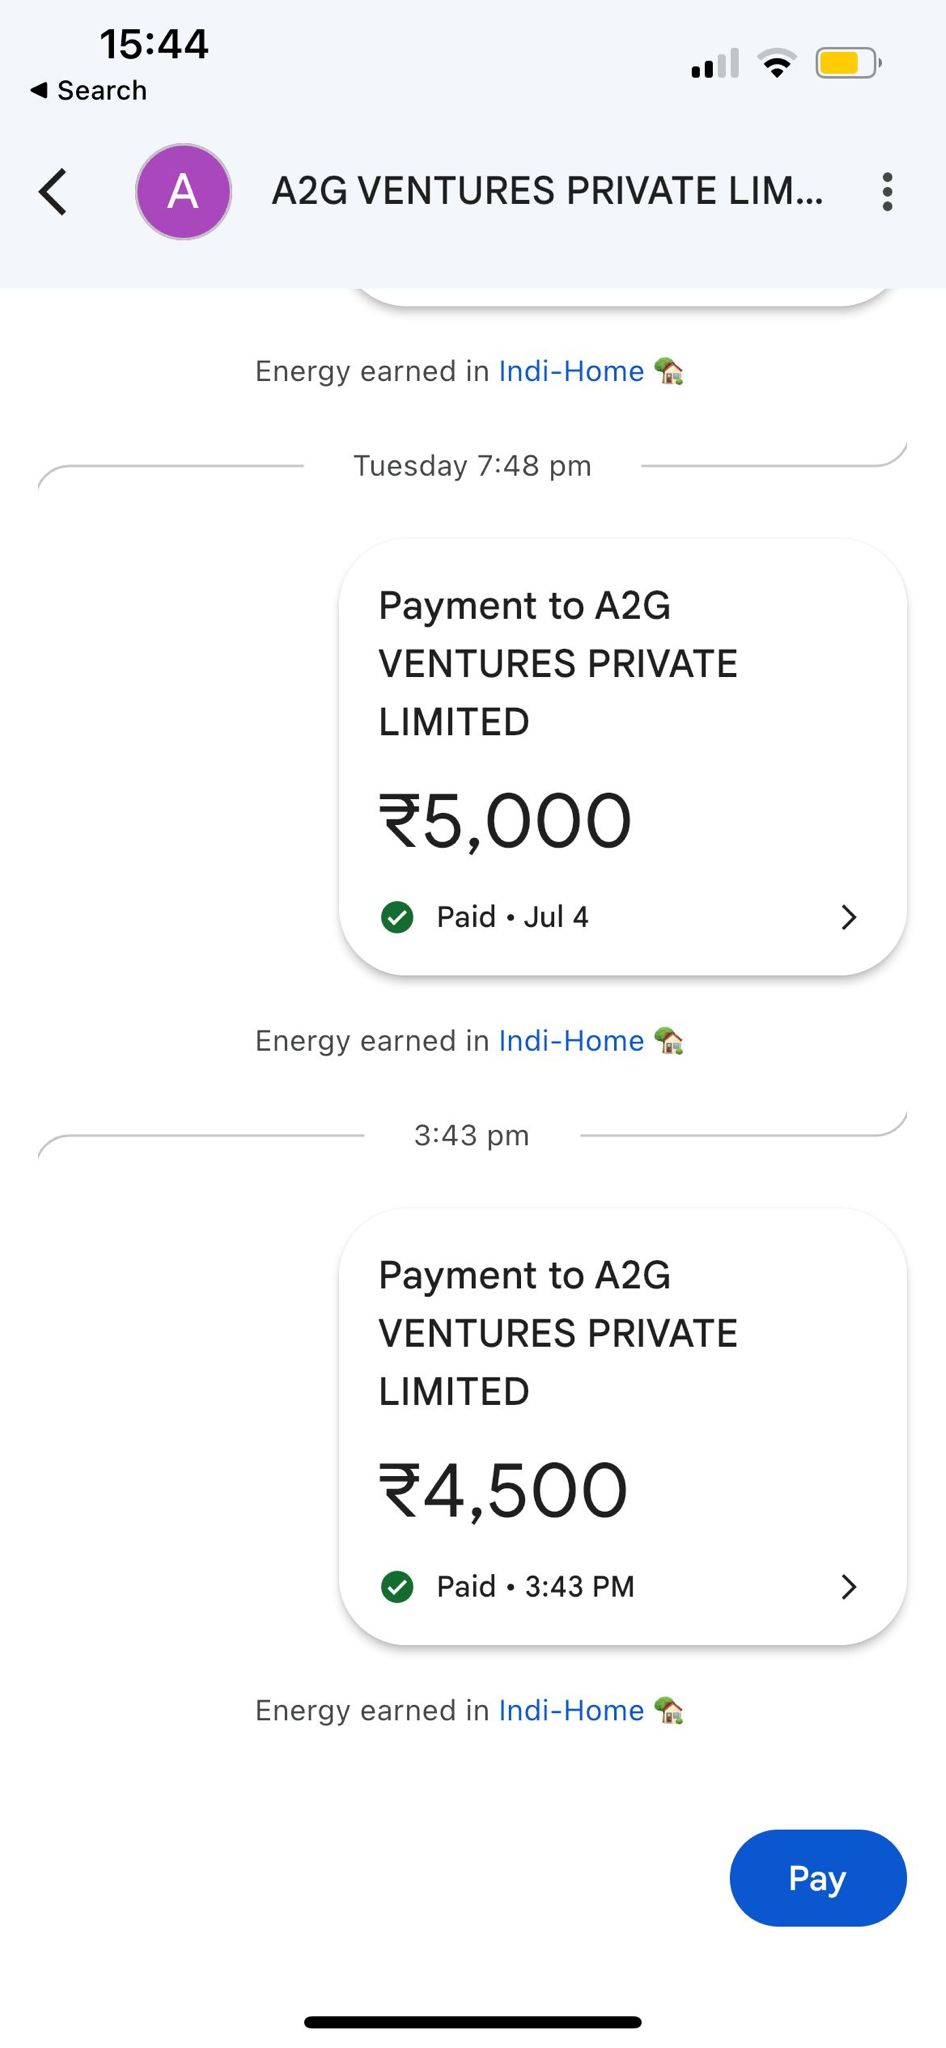 15:44
Search
A
A2G VENTURES PRIVATE LIM...
Energy earned in Indi-Home
Tuesday 7:48 pm
Payment to A2G
VENTURES PRIVATE
LIMITED
₹5,000
Paid • Jul 4
Energy earned in Indi-Home
3:43 pm
Payment to A2G
VENTURES PRIVATE
LIMITED
₹4,500
Paid • 3:43 PM
Energy earned in Indi-Home
Pay